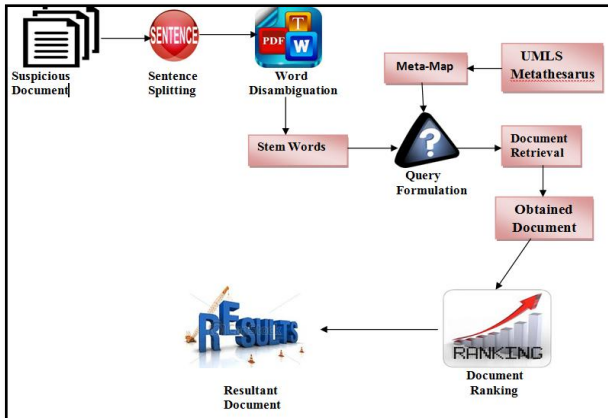 Suspicious
Document
SENTENCE
Sentence
Splitting
PDF
T
W
Word
Disambiguation
Meta-Map
UMLS
Metathesarus
Stem Words
?
Query
Formulation
Document
Retrieval
Obtained
Document
RANKING
Document
Ranking
RESULTS
Resultant
Document